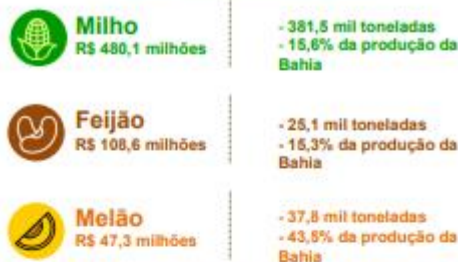 Milho
R$ 480,1 milhões
- 381,5 mil toneladas
- 15,6% da produção da
Bahia
Feijão
R$ 108,6 milhões
- 25,1 mil toneladas
- 15,3% da produção da
Bahia
Melão
R$ 47,3 milhões
- 37,8 mil toneladas
- 43,5% da produção da
Bahia